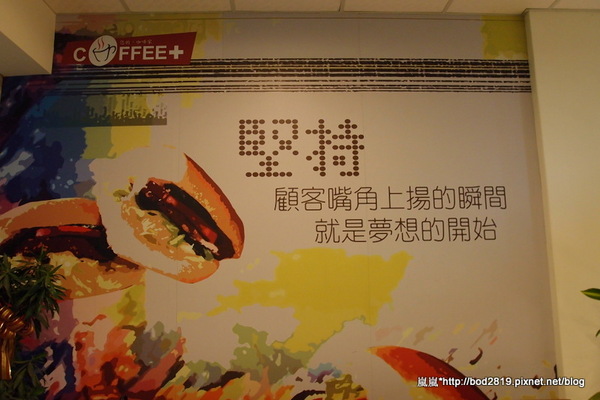 COFFEE+
堅持
顧客嘴角上揚的瞬間
就是夢想的開始
嵐嵐*http://bod2819.pixnet.net/blog